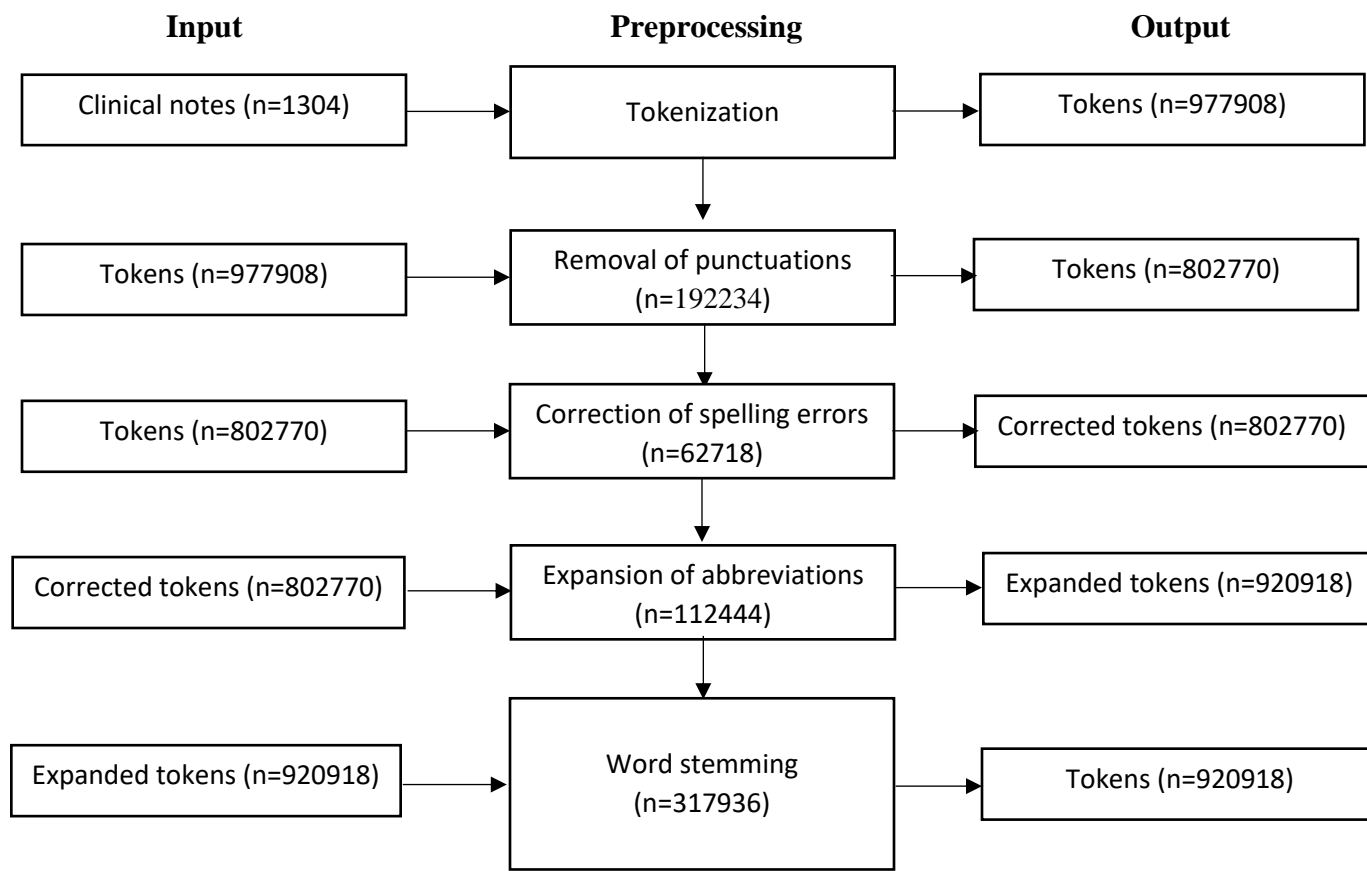 Input Preprocessing Output
Clinical notes (n=1304)
Tokenization
Tokens (n=977908)
Tokens (n=977908)
Removal of punctuations
(n=192234)
Tokens (n=802770)
Tokens (n=802770)
Correction of spelling errors
(n=62718)
Corrected tokens (n=802770)
Corrected tokens (n=802770)
Expansion of abbreviations
(n=112444)
Expanded tokens (n=920918)
Expanded tokens (n=920918)
Word stemming
(n=317936)
Tokens (n=920918)